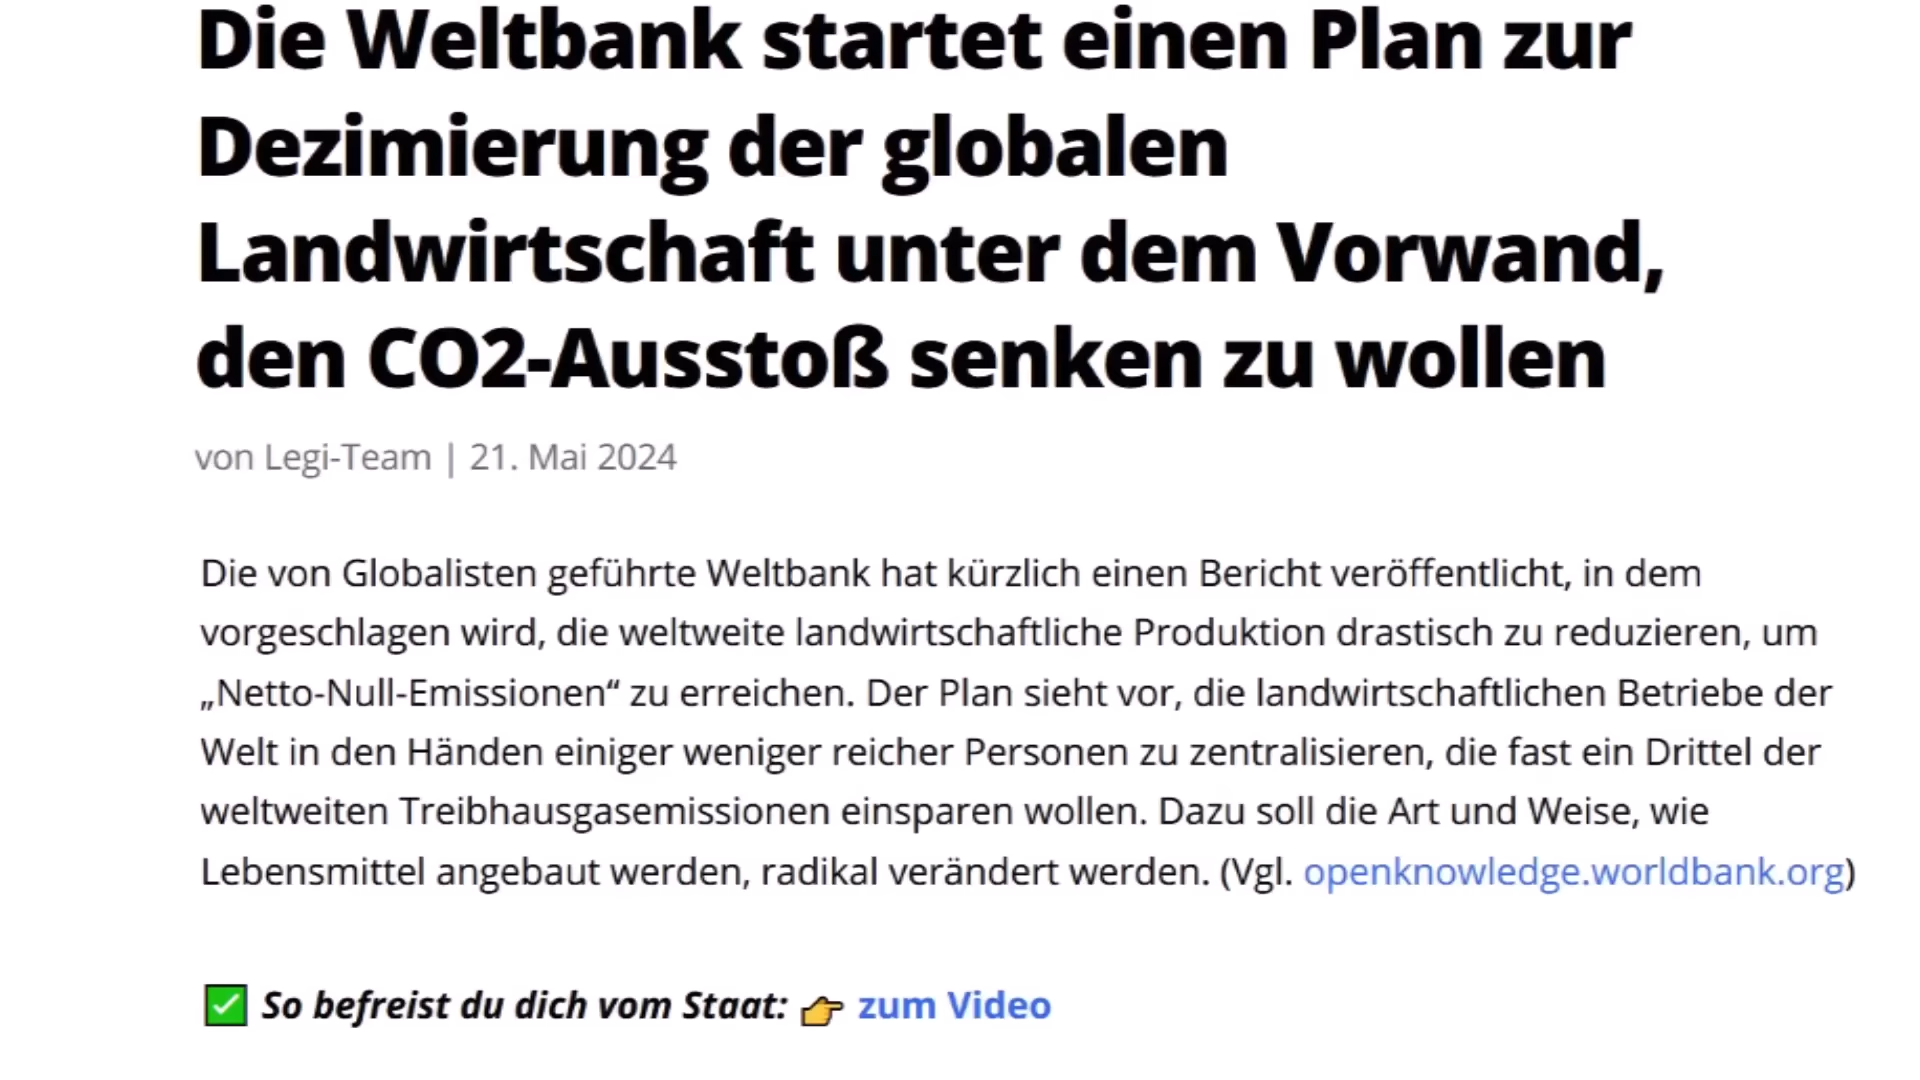 Die Weltbank startet einen Plan zur
Dezimierung der globalen
Landwirtschaft unter dem Vorwand,
den CO2-Ausstoß senken zu wollen
von Legi-Team | 21. Mai 2024
Die von Globalisten geführte Weltbank hat kürzlich einen Bericht veröffentlicht, in dem
vorgeschlagen wird, die weltweite landwirtschaftliche Produktion drastisch zu reduzieren, um
„Netto-Null-Emissionen“ zu erreichen. Der Plan sieht vor, die landwirtschaftlichen Betriebe der
Welt in den Händen einiger weniger reicher Personen zu zentralisieren, die fast ein Drittel der
weltweiten Treibhausgasemissionen einsparen wollen. Dazu soll die Art und Weise, wie
Lebensmittel angebaut werden, radikal verändert werden. (Vgl. openknowledge.worldbank.org)
✅ So befreist du dich vom Staat: 👉 zum Video